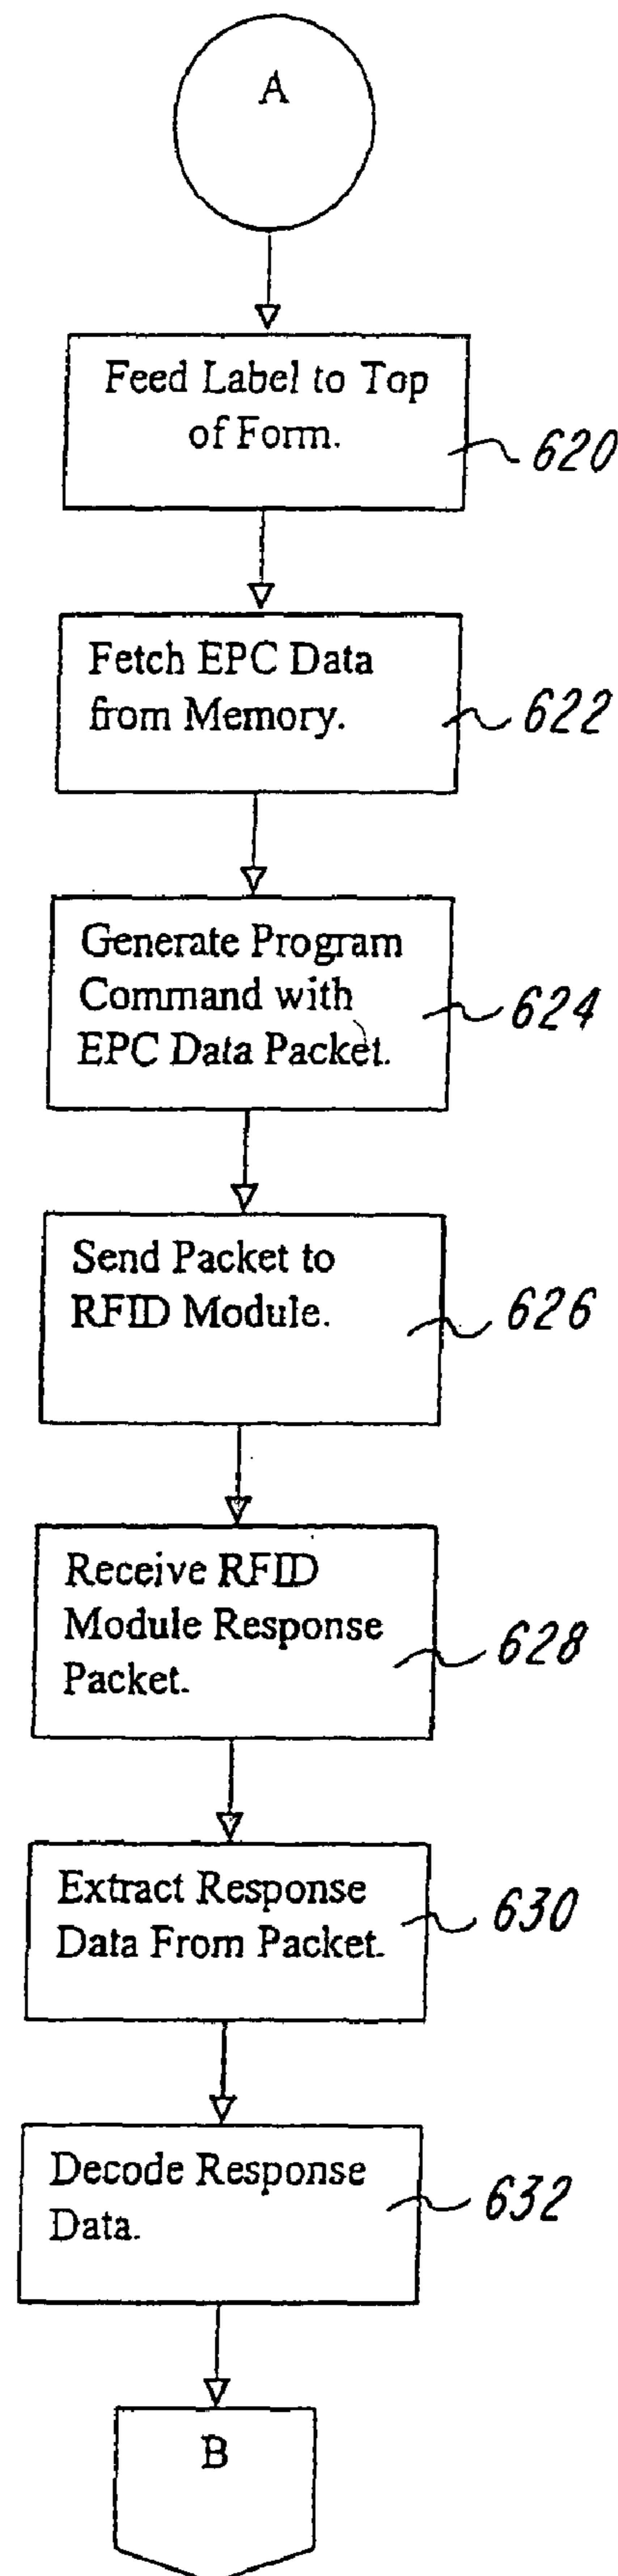 A
Feed Label to Top
of Form.
620
Fetch EPC Data
from Memory.
622
Generate Program
Command with
EPC Data Packet.
624
Send Packet to
RFID Module.
626
Receive RFID
Module Response
Packet.
628
Extract Response
Data From Packet.
630
Decode Response
Data.
632
B